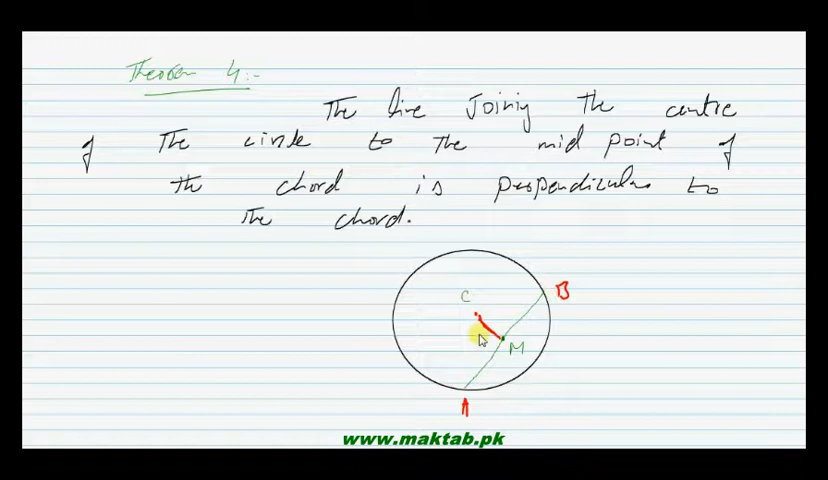 Theorem 4:-
The line Joining the centre
of the circle to the mid point of
the chord is perpendicular to
the chord.
C
B
M
A
www.maktab.pk